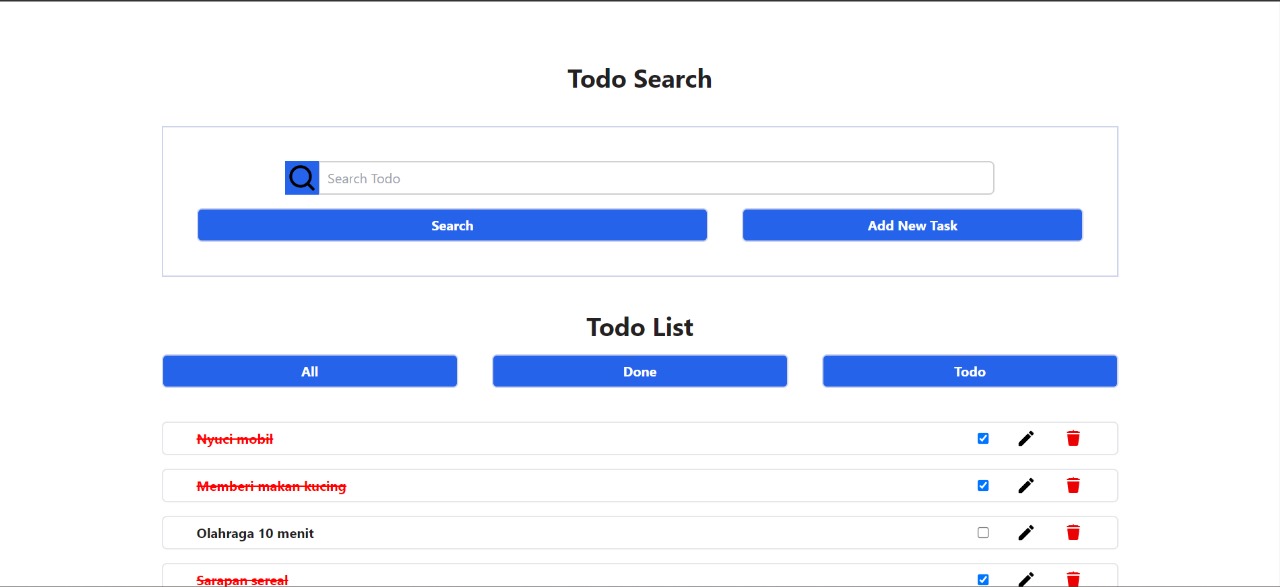 Todo Search
Search Todo
Search Add New Task
Todo List
All Done Todo
Nyuci mobil
Memberi makan kucing
Olahraga 10 menit
Sarapan sereal